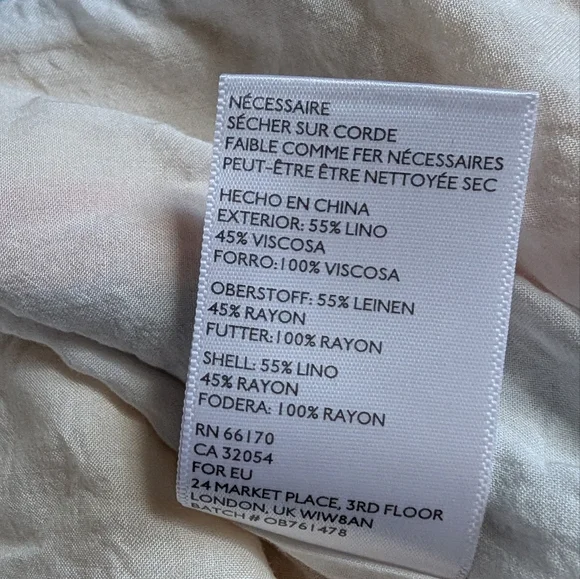 NÉCESSAIRE
SÉCHER SUR CORDE
FAIBLE COMME FER NÉCESSAIRES
PEUT-ÊTRE ÊTRE NETTOYÉE SEC
HECHO EN CHINA
EXTERIOR: 55% LINO
45% VISCOSA
FORRO:100% VISCOSA
OBERSTOFF: 55% LEINEN
45% RAYON
FUTTER:100% RAYON
SHELL: 55% LINO
45% RAYON
FODERA: 100% RAYON
RN 66170
CA 32054
FOR EU
24 MARKET PLACE, 3RD FLOOR
LONDON, UK WIW8AN
BATCH # OB761478